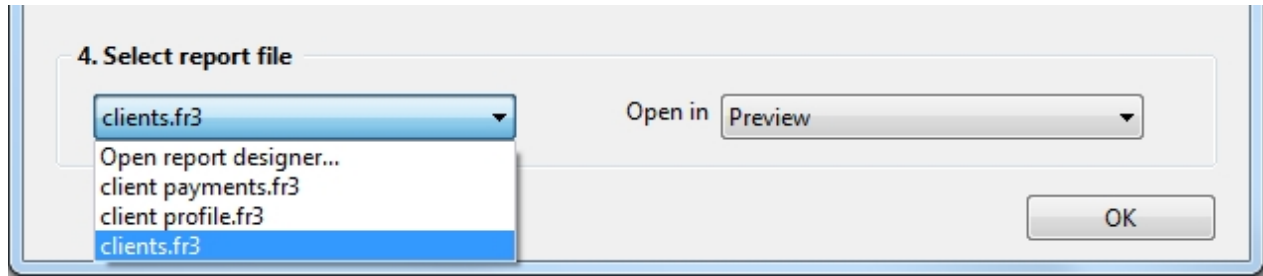 4. Select report file
clients.fr3
Open in Preview
Open report designer...
client payments.fr3
client profile.fr3
clients.fr3
OK